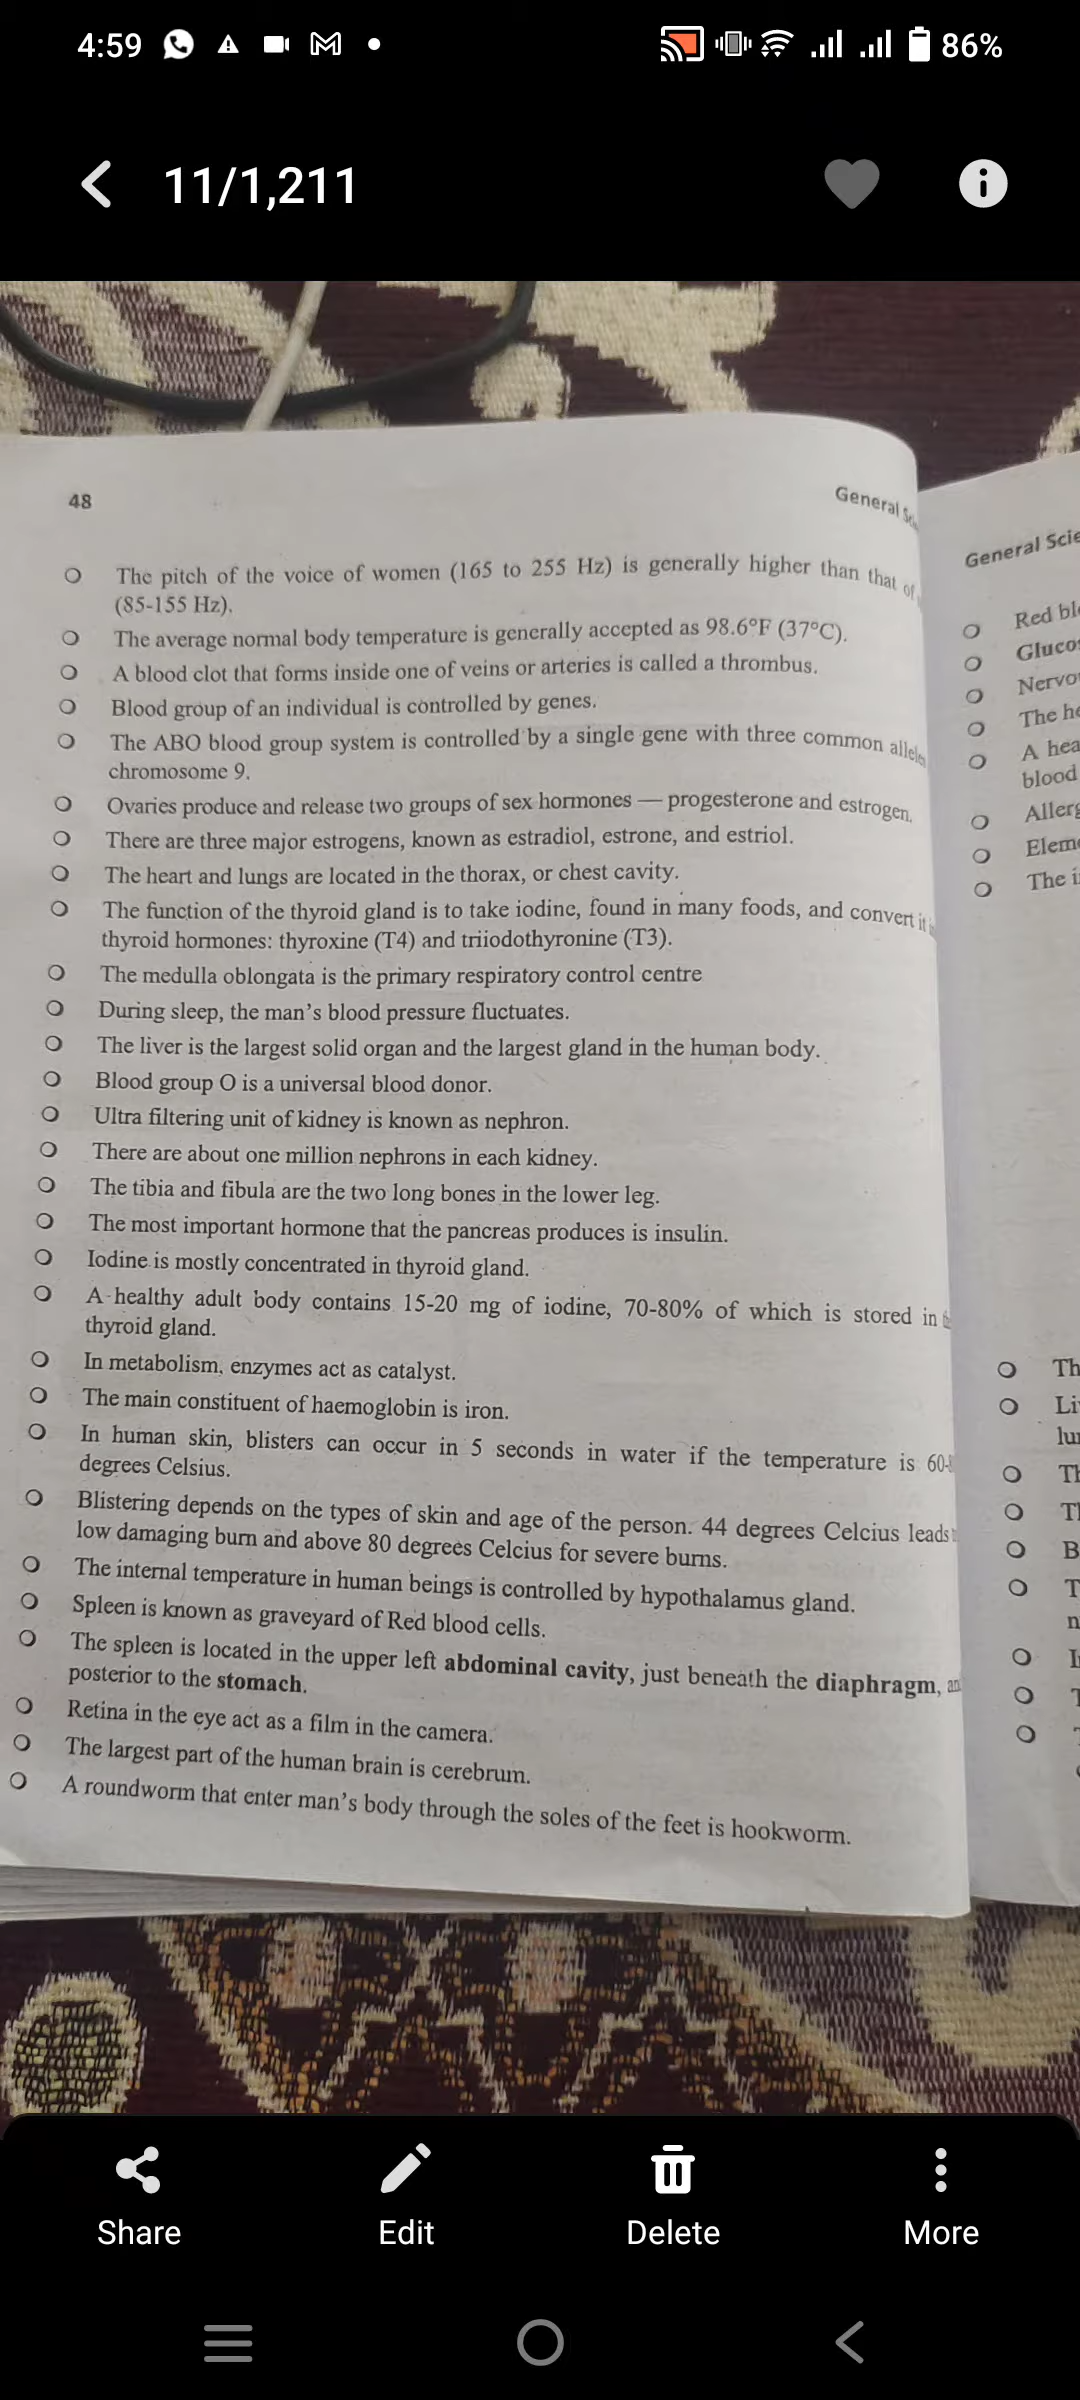 4:59
86%
11/1,211
48
General
The pitch of the voice of women (165 to 255 Hz) is generally higher than that of
(85-155 Hz).
The average normal body temperature is generally accepted as 98.6°F (37°C).
A blood clot that forms inside one of veins or arteries is called a thrombus.
Blood group of an individual is controlled by genes.
The ABO blood group system is controlled by a single gene with three common alleles
chromosome 9.
Ovaries produce and release two groups of sex hormones — progesterone and estrogen.
There are three major estrogens, known as estradiol, estrone, and estriol.
The heart and lungs are located in the thorax, or chest cavity.
The function of the thyroid gland is to take iodine, found in many foods, and convert it
thyroid hormones: thyroxine (T4) and triiodothyronine (T3).
The medulla oblongata is the primary respiratory control centre
During sleep, the man's blood pressure fluctuates.
The liver is the largest solid organ and the largest gland in the human body.
Blood group O is a universal blood donor.
Ultra filtering unit of kidney is known as nephron.
There are about one million nephrons in each kidney.
The tibia and fibula are the two long bones in the lower leg.
The most important hormone that the pancreas produces is insulin.
Iodine is mostly concentrated in thyroid gland.
A healthy adult body contains 15-20 mg of iodine, 70-80% of which is stored in
thyroid gland.
In metabolism, enzymes act as catalyst.
The main constituent of haemoglobin is iron.
In human skin, blisters can occur in 5 seconds in water if the temperature is 60-
degrees Celsius.
Blistering depends on the types of skin and age of the person. 44 degrees Celcius leads
low damaging burn and above 80 degrees Celcius for severe burns.
The internal temperature in human beings is controlled by hypothalamus gland.
Spleen is known as graveyard of Red blood cells.
The spleen is located in the upper left abdominal cavity, just beneath the diaphragm,
posterior to the stomach.
Retina in the eye act as a film in the camera.
The largest part of the human brain is cerebrum.
A roundworm that enter man's body through the soles of the feet is hookworm.
General
Red
The
A
blood
The
Share
Edit
Delete
More